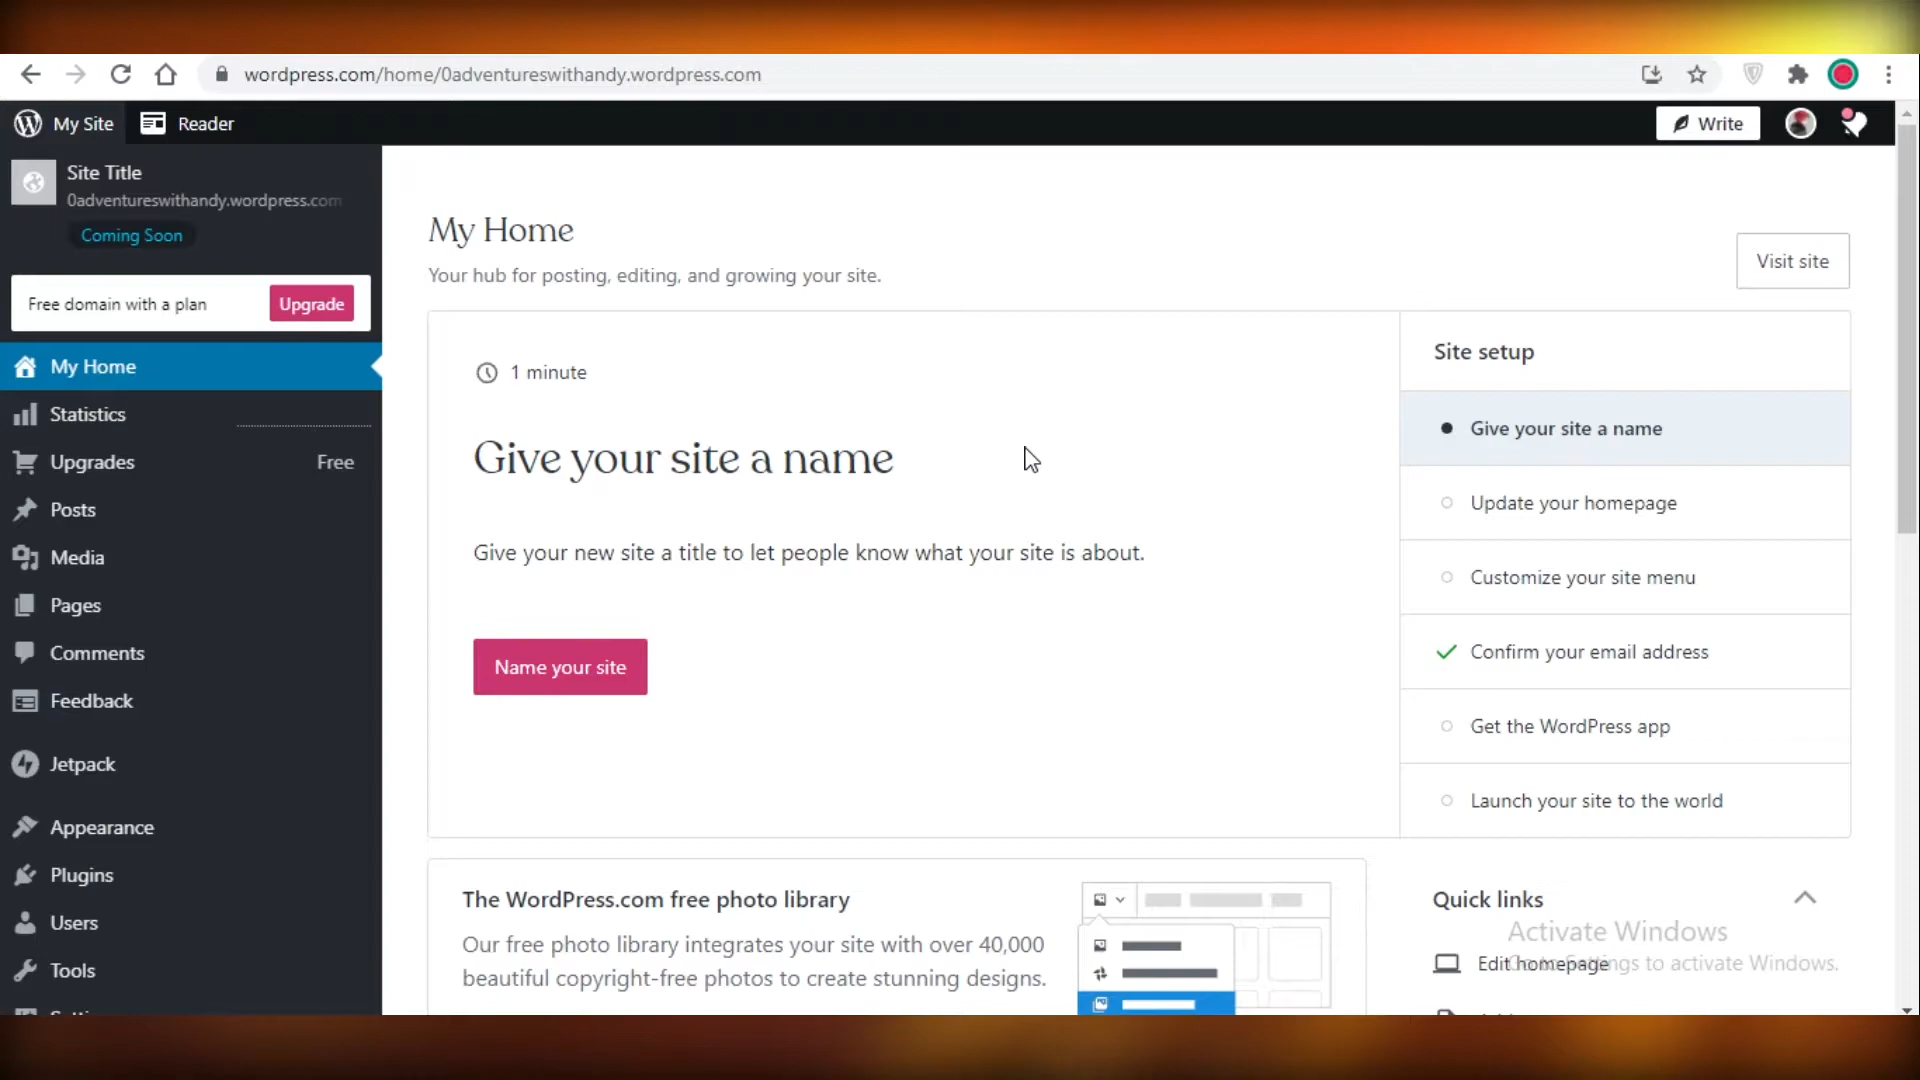 wordpress.com/home/0adventureswithandy.wordpress.com
My Site
Reader
Write
Site Title
0adventureswithandy.wordpress.com
Coming Soon
Free domain with a plan
Upgrade
My Home
Statistics
Upgrades
Free
Posts
Media
Pages
Comments
Feedback
Jetpack
Appearance
Plugins
Users
Tools
My Home
Your hub for posting, editing, and growing your site.
Visit site
1 minute
Give your site a name
Give your new site a title to let people know what your site is about.
Name your site
Site setup
Give your site a name
Update your homepage
Customize your site menu
Confirm your email address
Get the WordPress app
Launch your site to the world
The WordPress.com free photo library
Our free photo library integrates your site with over 40,000
beautiful copyright-free photos to create stunning designs.
Quick links
Edit homepage
Activate Windows
Go to Settings to activate Windows.